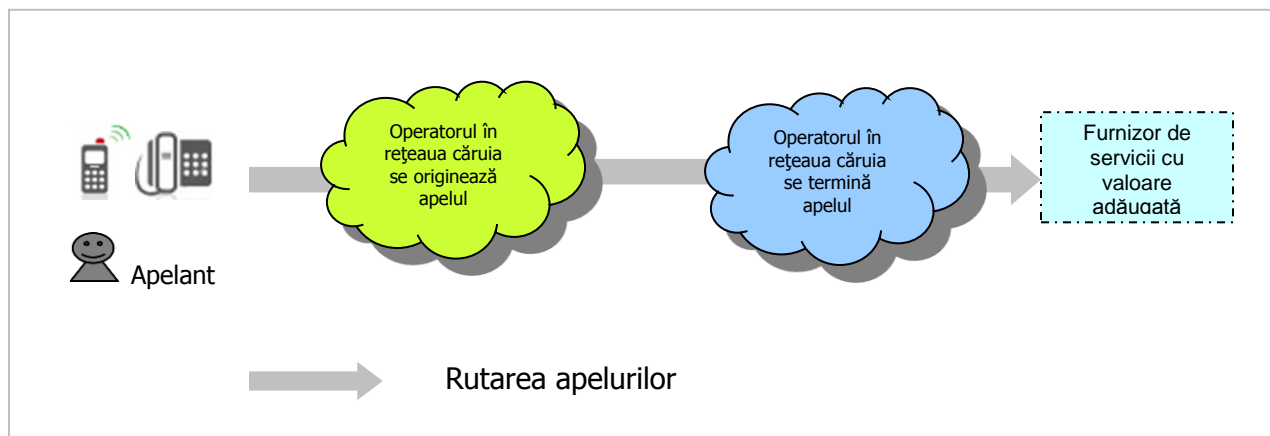 Operatorul în
reţeaua căruia
se originează
apelul
Operatorul în
reţeaua căruia
se termină
apelul
Furnizor de
servicii cu
valoare
adăugată
Apelant
Rutarea apelurilor